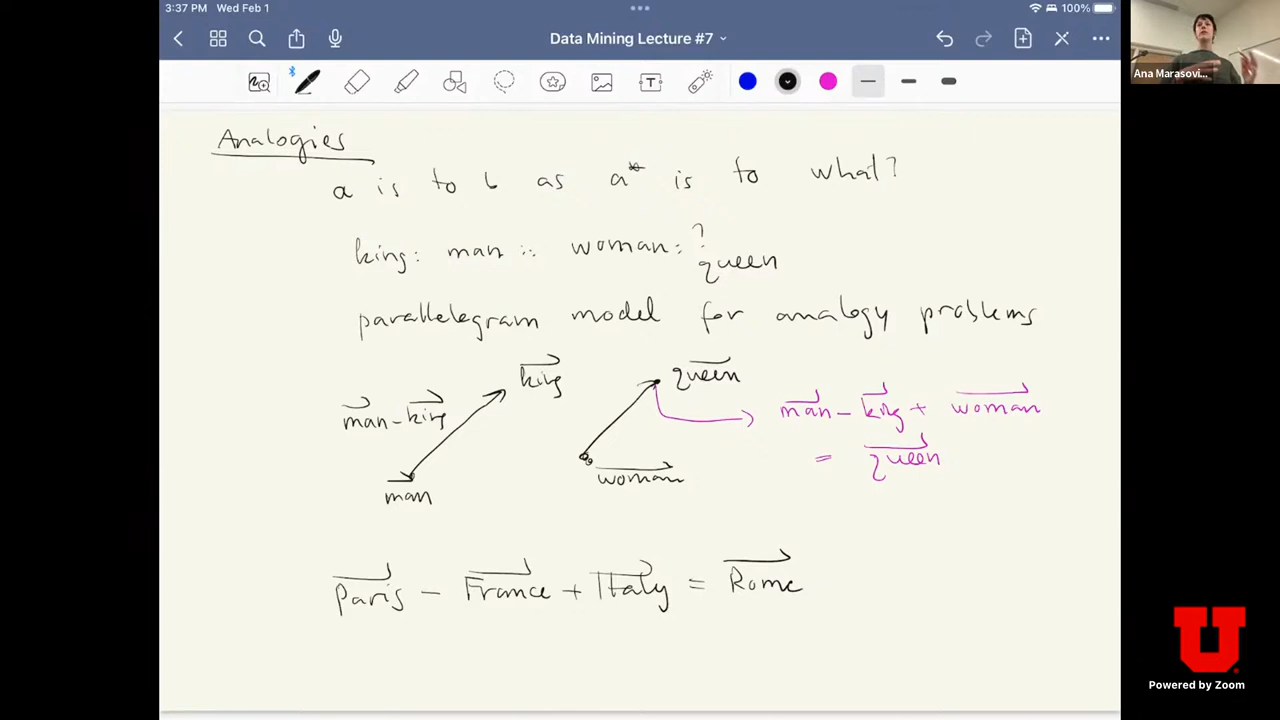 3:37 PM Wed Feb 1
100%
Data Mining Lecture #7
Ana Marasovi...
Analogies
a is to b as a* is to what?
king: man :: woman: ?
queen
parallelegram model for analogy problems
king
queen
man - king
man - king + woman
= queen
woman
man
Paris - France + Italy = Rome
U
Powered by Zoom